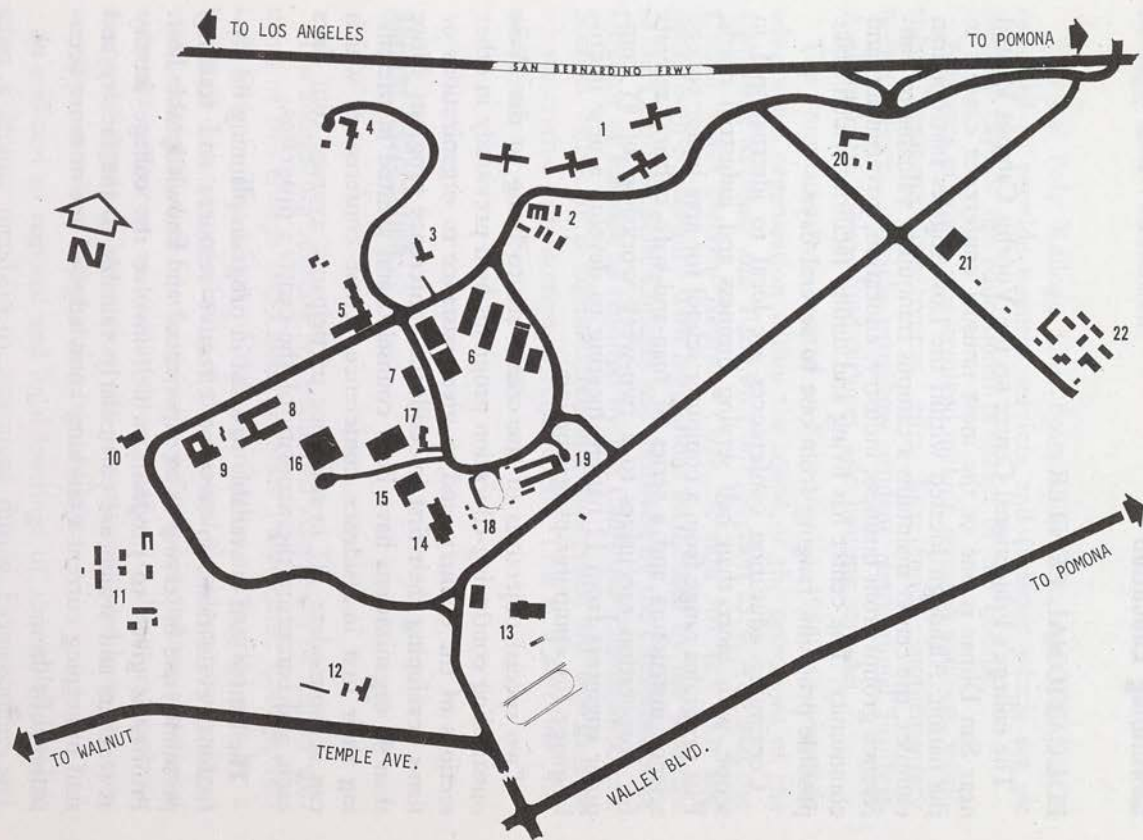 TO LOS ANGELES
TO POMONA
SAN BERNARDINO FRWY
1
4
20
2
3
21
5
22
6
7
8
17
10
9
16
19
15
18
14
11
TO POMONA
13
12
TO WALNUT
TEMPLE AVE.
VALLEY BLVD.
N